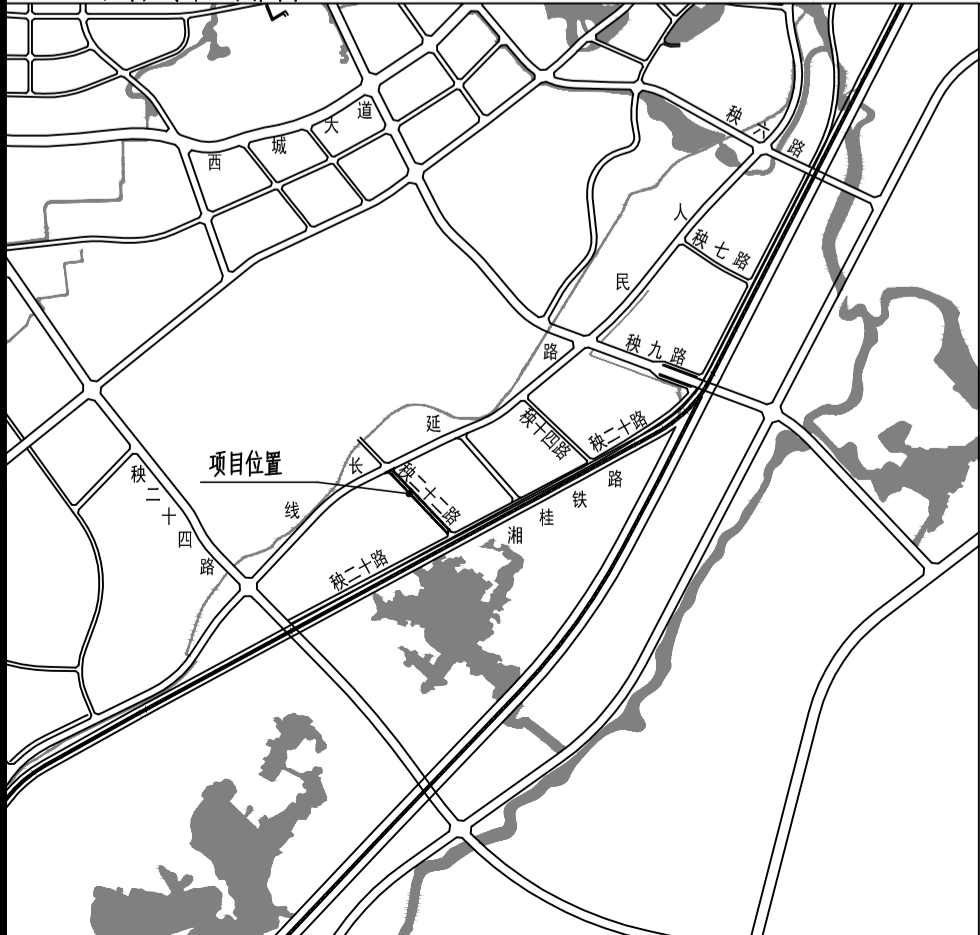 西城大道
秧六路
秧七路
人民路延长线
秧九路
秧十四路
秧二十路
秧二十二路
项目位置
湘桂铁路
秧二十四路
秧二十路